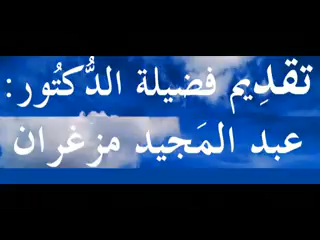 تقدِيم فضيلة الدُّكتُور:
عبد المَجيد مزغران